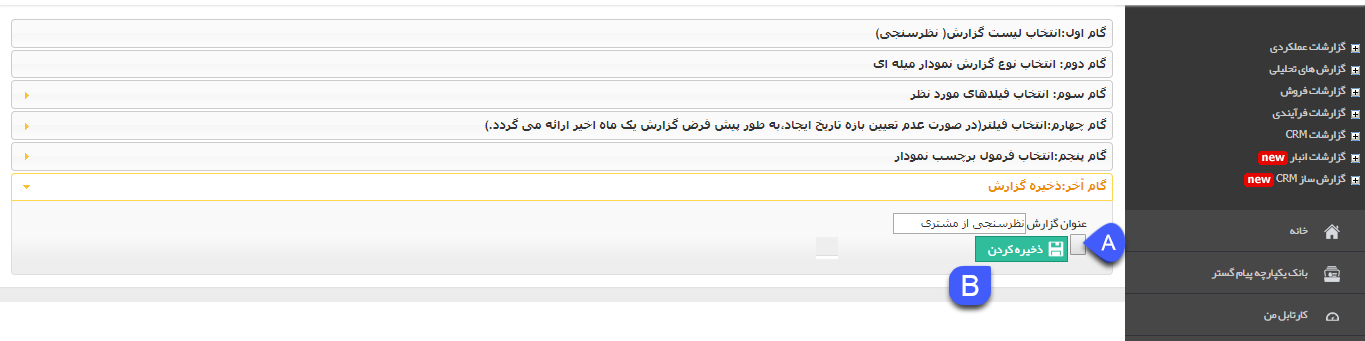 گام اول:انتخاب لیست گزارش( نظرسنجی)
گام دوم: انتخاب نوع گزارش نمودار میله ای
گام سوم: انتخاب فیلدهای مورد نظر
گام چهارم:انتخاب فیلتر(در صورت عدم تعیین بازه تاریخ ایجاد،به طور پیش فرض گزارش یک ماه اخیر ارائه می گردد.)
گام پنجم:انتخاب فرمول برچسب نمودار
گام آخر:ذخیره گزارش
عنوان گزارش نظرسنجی از مشتری
A
ذخیره کردن
B
گزارشات عملکردی
گزارش های تحلیلی
گزارشات فروش
گزارشات فرآیندی
گزارشات CRM
گزارشات انبار new
گزارش ساز CRM new
خانه
بانک یکپارچه پیام گستر
کارتابل من